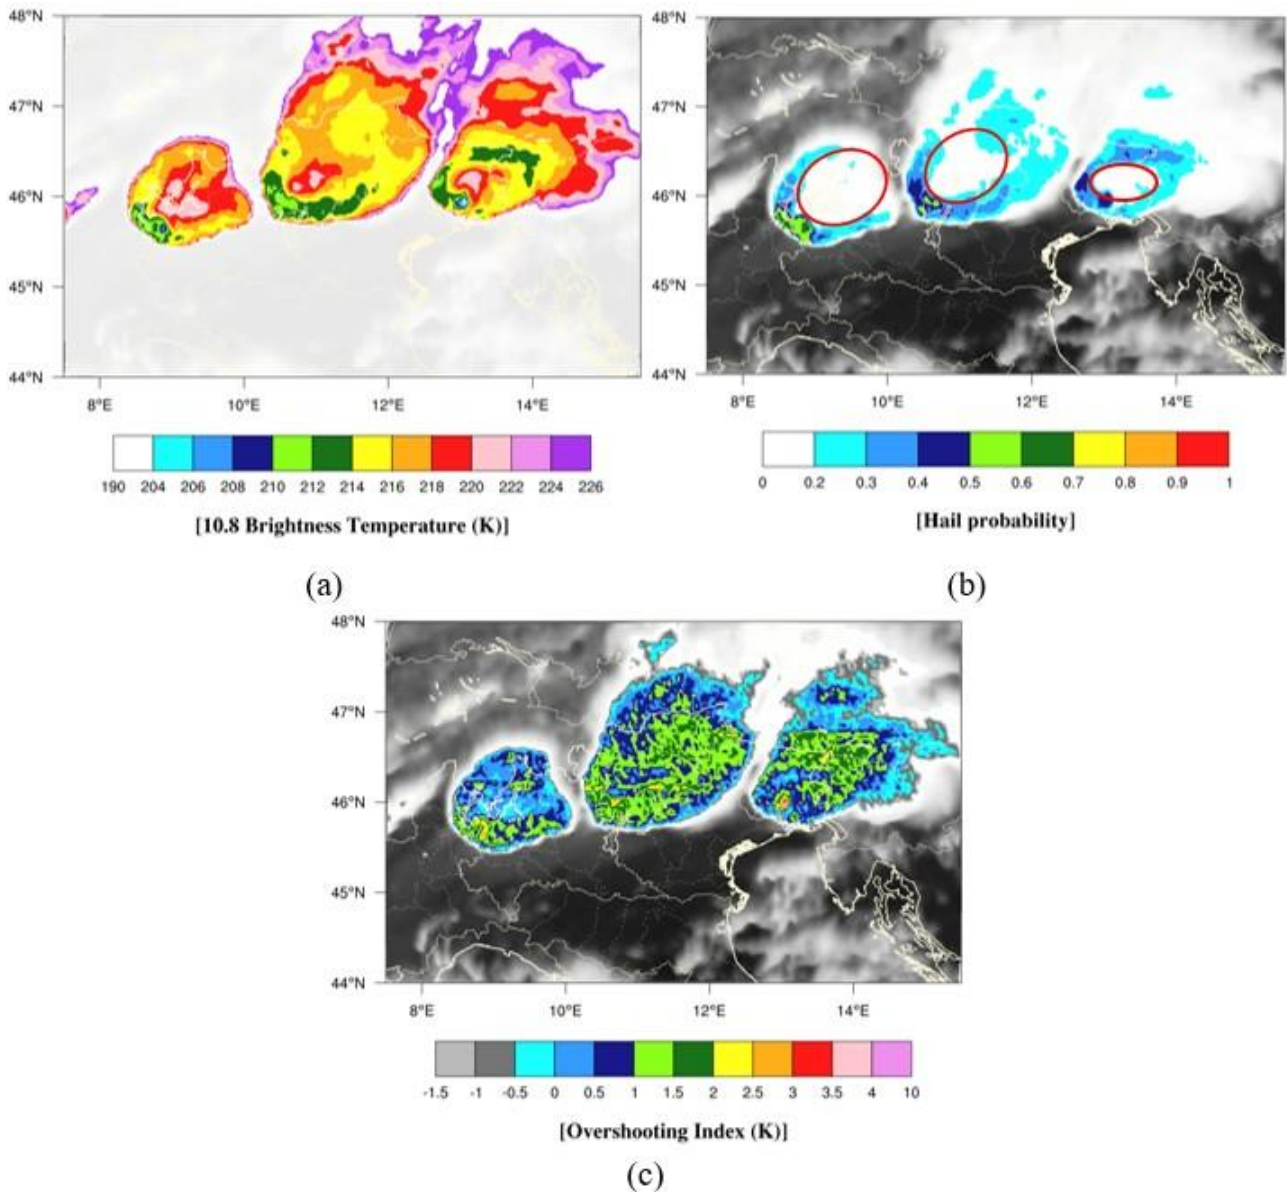 48°N
47°N
46°N
45°N
44°N
8°E 10°E 12°E 14°E
190 204 206 208 210 212 214 216 218 220 222 224 226
[10.8 Brightness Temperature (K)]
(a)
48°N
47°N
46°N
45°N
44°N
8°E 10°E 12°E 14°E
0 0.2 0.3 0.4 0.5 0.6 0.7 0.8 0.9 1
[Hail probability]
(b)
48°N
47°N
46°N
45°N
44°N
8°E 10°E 12°E 14°E
-1.5 -1 -0.5 0 0.5 1 1.5 2 2.5 3 3.5 4 10
[Overshooting Index (K)]
(c)